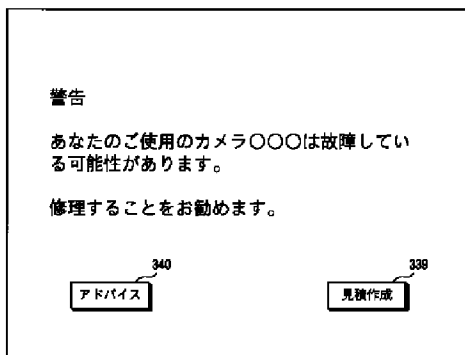 警告
あなたのご使用のカメラ○○○は故障してい
る可能性があります。
修理することをお勧めます。
340
339
アドバイス
見積作成